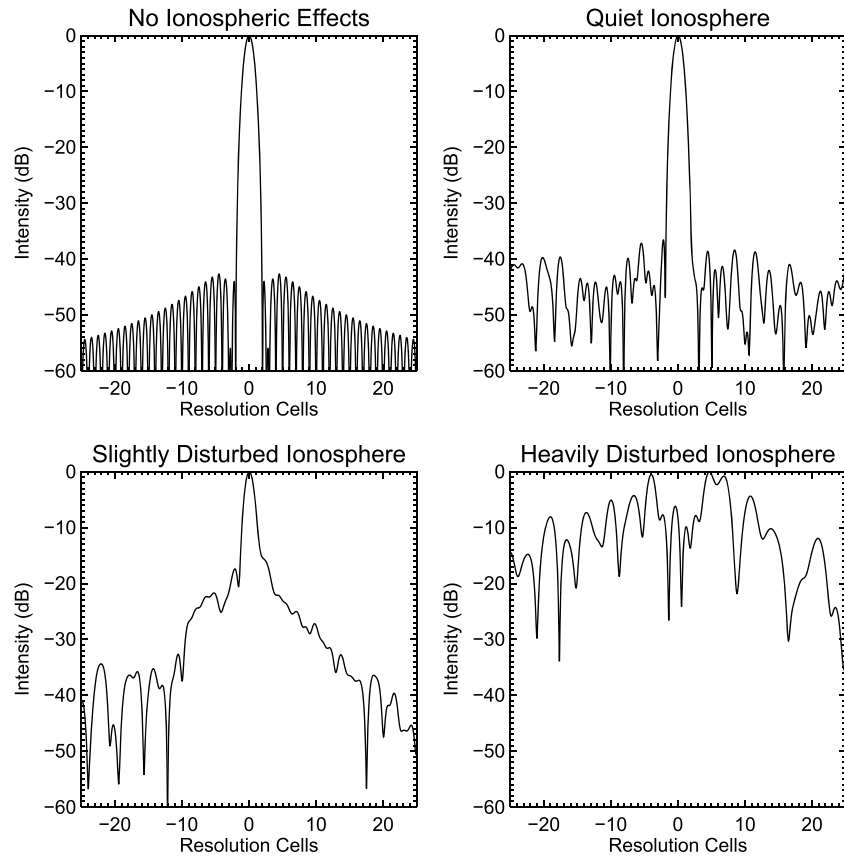 No Ionospheric Effects
Quiet Ionosphere
0
−10
−20
−30
−40
−50
−60
Intensity (dB)
−20 −10 0 10 20
Resolution Cells
0
−10
−20
−30
−40
−50
−60
Intensity (dB)
−20 −10 0 10 20
Resolution Cells
Slightly Disturbed Ionosphere
Heavily Disturbed Ionosphere
0
−10
−20
−30
−40
−50
−60
Intensity (dB)
−20 −10 0 10 20
Resolution Cells
0
−10
−20
−30
−40
−50
−60
Intensity (dB)
−20 −10 0 10 20
Resolution Cells